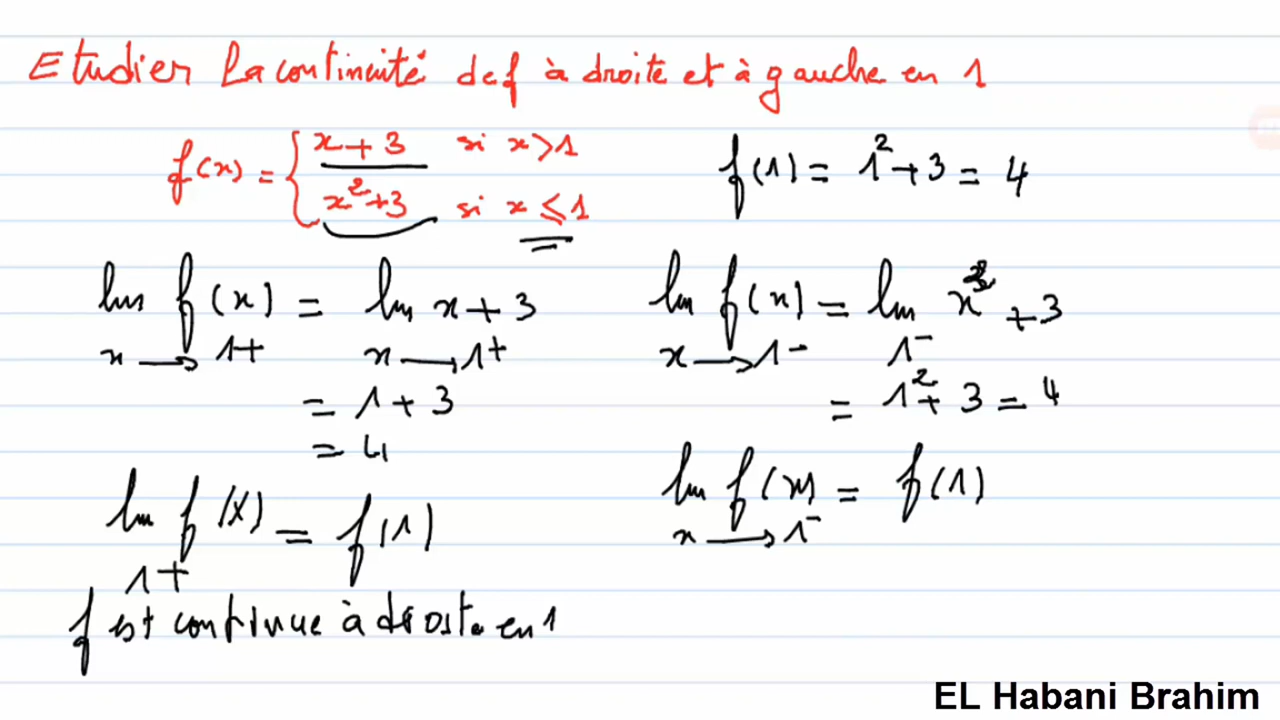 Etudier la continuité de f à droite et à gauche en 1
f(x) = { x + 3 si x > 1
x² + 3 si x ⩽ 1
f(1) = 1² + 3 = 4
lim f(x) = lim x + 3
x → 1+ x → 1+
= 1 + 3
= 4
lim f(x) = f(1)
1+
f est continue à droite en 1
lim f(x) = lim x² + 3
x → 1- 1-
= 1² + 3 = 4
lim f(x) = f(1)
x → 1-
EL Habani Brahim